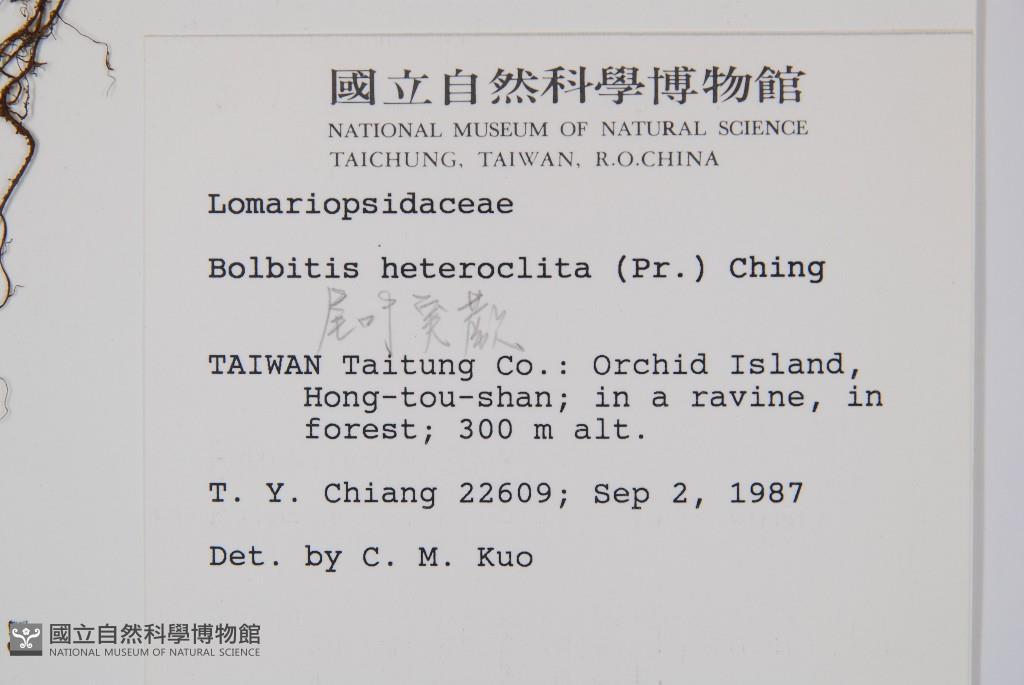 國立自然科學博物館
NATIONAL MUSEUM OF NATURAL SCIENCE
TAICHUNG, TAIWAN, R.O.CHINA
Lomariopsidaceae
Bolbitis heteroclita (Pr.) Ching
尾叶实蕨
TAIWAN Taitung Co.: Orchid Island,
Hong-tou-shan; in a ravine, in
forest; 300 m alt.
T. Y. Chiang 22609; Sep 2, 1987
Det. by C. M. Kuo
國立自然科學博物館
NATIONAL MUSEUM OF NATURAL SCIENCE